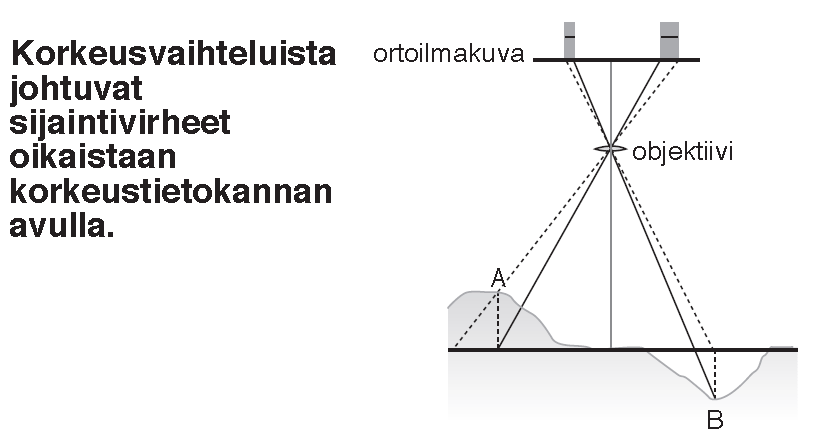 Korkeusvaihteluista
johtuvat
sijaintivirheet
oikaistaan
korkeustietokannan
avulla.
ortoilmakuva
objektiivi
A
B